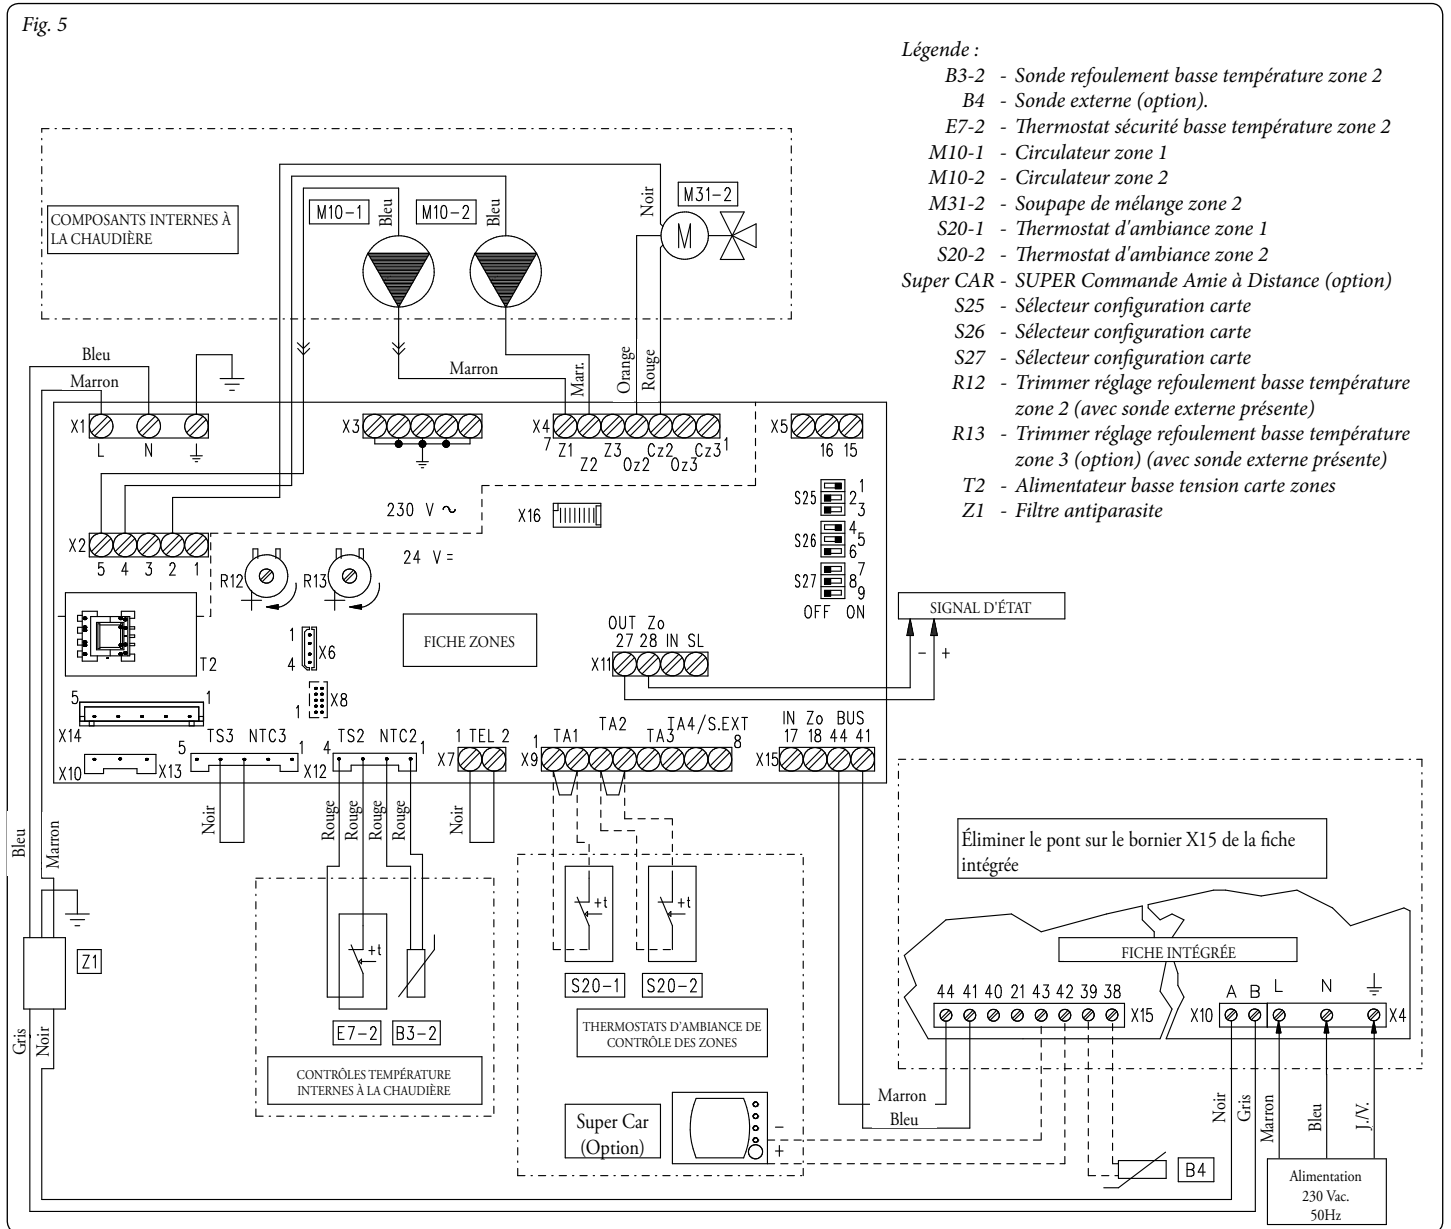 Fig. 5
Légende :
B3-2 - Sonde refoulement basse température zone 2
B4 - Sonde externe (option).
E7-2 - Thermostat sécurité basse température zone 2
M10-1 - Circulateur zone 1
M10-2 - Circulateur zone 2
M31-2 - Soupape de mélange zone 2
S20-1 - Thermostat d'ambiance zone 1
S20-2 - Thermostat d'ambiance zone 2
Super CAR - SUPER Commande Amie à Distance (option)
S25 - Sélecteur configuration carte
S26 - Sélecteur configuration carte
S27 - Sélecteur configuration carte
R12 - Trimmer réglage refoulement basse température
zone 2 (avec sonde externe présente)
R13 - Trimmer réglage refoulement basse température
zone 3 (option) (avec sonde externe présente)
T2 - Alimentateur basse tension carte zones
Z1 - Filtre antiparasite
COMPOSANTS INTERNES À
LA CHAUDIÈRE
M10-1
Bleu
M10-2
Bleu
Noir
M31-2
M
Bleu
Marron
Marron
Marr.
Orange
Rouge
X1
L
N
X3
X4
7
Z1
Z2
Z3
Oz2
Cz2
Oz3
Cz3
1
X5
16 15
230 V ~
X16
S25
1
2
3
S26
4
5
6
S27
7
8
9
OFF ON
X2
5 4 3 2 1
24 V =
R12
R13
+
+
T2
1
4
X6
1
X8
FICHE ZONES
OUT Zo
27 28 IN SL
X11
SIGNAL D'ÉTAT
- +
5
1
X14
X10
X13
5
TS3 NTC3
1
X12
4
TS2 NTC2
1
X7
1 TEL 2
X9
1
TA1
TA2
TA3
TA4/S.EXT
8
IN Zo BUS
17 18 44 41
X15
Noir
Rouge
Rouge
Rouge
Rouge
Noir
Bleu
Marron
Z1
Gris
Noir
+t
E7-2
B3-2
CONTRÔLES TEMPÉRATURE
INTERNES À LA CHAUDIÈRE
+t
+t
S20-1
S20-2
THERMOSTATS D'AMBIANCE DE
CONTRÔLE DES ZONES
Super Car
(Option)
-
+
Éliminer le pont sur le bornier X15 de la fiche
intégrée
FICHE INTÉGRÉE
44 41 40 21 43 42 39 38
X15
X10
A B L N
X4
Marron
Bleu
B4
Noir
Gris
Marron
Bleu
J./V.
Alimentation
230 Vac.
50Hz